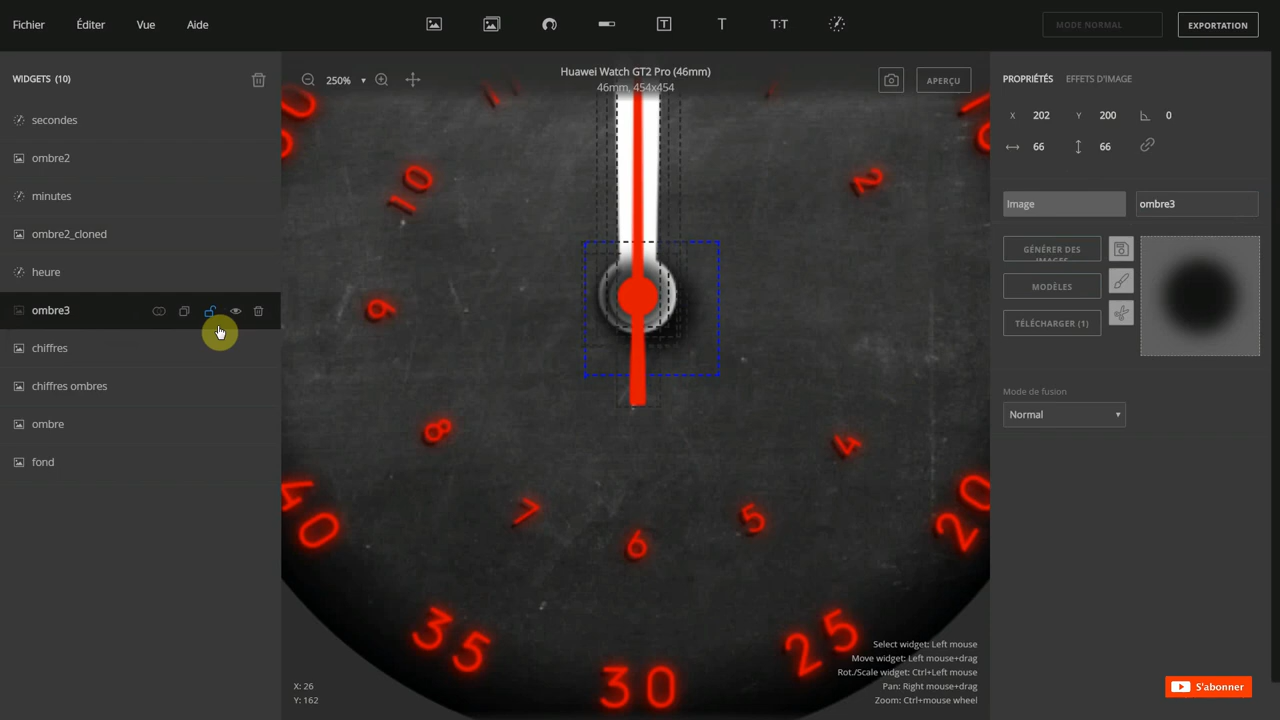 Fichier Éditer Vue Aide
MODE NORMAL EXPORTATION
WIDGETS (10)
secondes
ombre2
minutes
ombre2_cloned
heure
ombre3
chiffres
chiffres ombres
ombre
fond
250%
Huawei Watch GT2 Pro (46mm)
46mm, 454x454
APERÇU
10
2
9
8
4
7
5
6
40
20
35
25
30
Select widget: Left mouse
Move widget: Left mouse+drag
Rot./Scale widget: Ctrl+Left mouse
Pan: Right mouse+drag
Zoom: Ctrl+mouse wheel
X: 26
Y: 162
PROPRIÉTÉS EFFETS D'IMAGE
X 202 Y 200 0
66 66
Image ombre3
GÉNÉRER DES
MODÈLES
TÉLÉCHARGER (1)
Mode de fusion
Normal
S'abonner